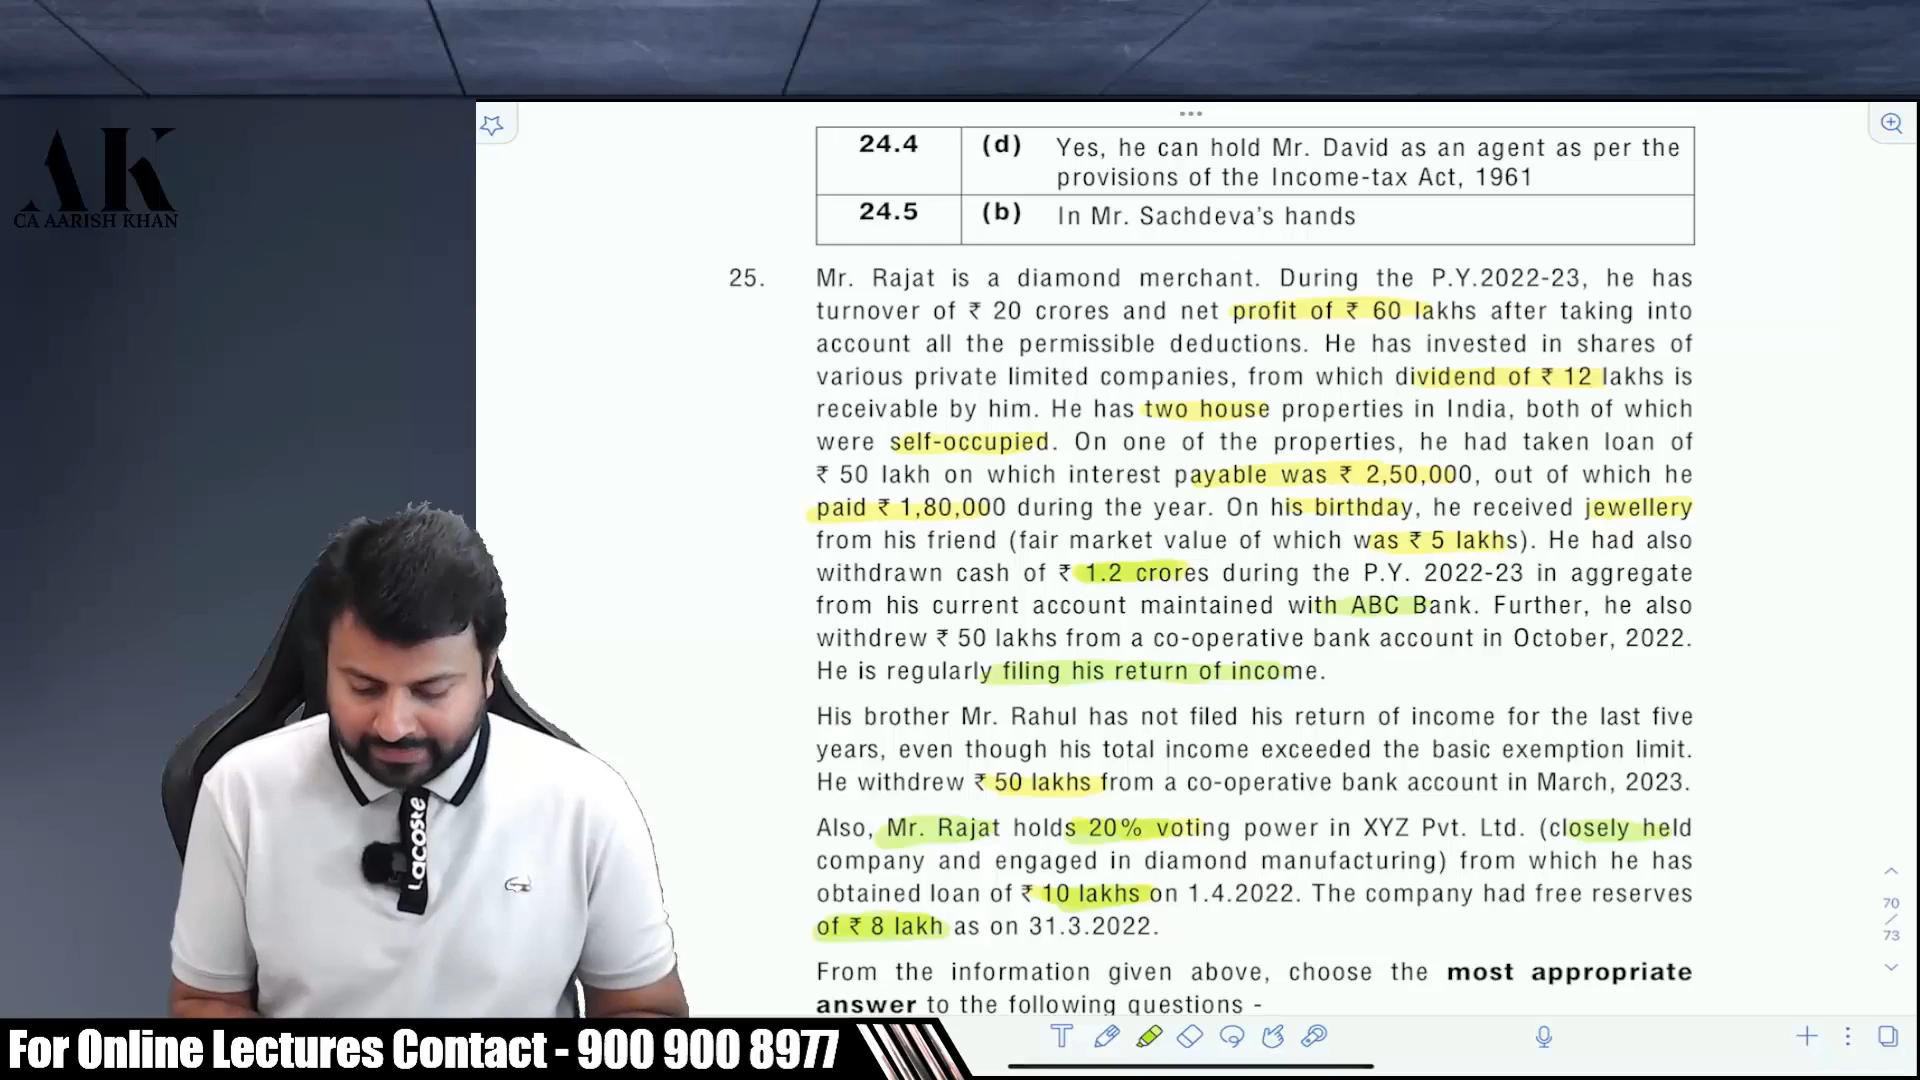 AK
CA AARISH KHAN
24.4 (d) Yes, he can hold Mr. David as an agent as per the
provisions of the Income-tax Act, 1961
24.5 (b) In Mr. Sachdeva's hands
25. Mr. Rajat is a diamond merchant. During the P.Y.2022-23, he has
turnover of ₹ 20 crores and net profit of ₹ 60 lakhs after taking into
account all the permissible deductions. He has invested in shares of
various private limited companies, from which dividend of ₹ 12 lakhs is
receivable by him. He has two house properties in India, both of which
were self-occupied. On one of the properties, he had taken loan of
₹ 50 lakh on which interest payable was ₹ 2,50,000, out of which he
paid ₹ 1,80,000 during the year. On his birthday, he received jewellery
from his friend (fair market value of which was ₹ 5 lakhs). He had also
withdrawn cash of ₹ 1.2 crores during the P.Y. 2022-23 in aggregate
from his current account maintained with ABC Bank. Further, he also
withdrew ₹ 50 lakhs from a co-operative bank account in October, 2022.
He is regularly filing his return of income.
His brother Mr. Rahul has not filed his return of income for the last five
years, even though his total income exceeded the basic exemption limit.
He withdrew ₹ 50 lakhs from a co-operative bank account in March, 2023.
Also, Mr. Rajat holds 20% voting power in XYZ Pvt. Ltd. (closely held
company and engaged in diamond manufacturing) from which he has
obtained loan of ₹ 10 lakhs on 1.4.2022. The company had free reserves
of ₹ 8 lakh as on 31.3.2022.
From the information given above, choose the most appropriate
answer to the following questions -
70
/
73
Lacoste
For Online Lectures Contact - 900 900 8977